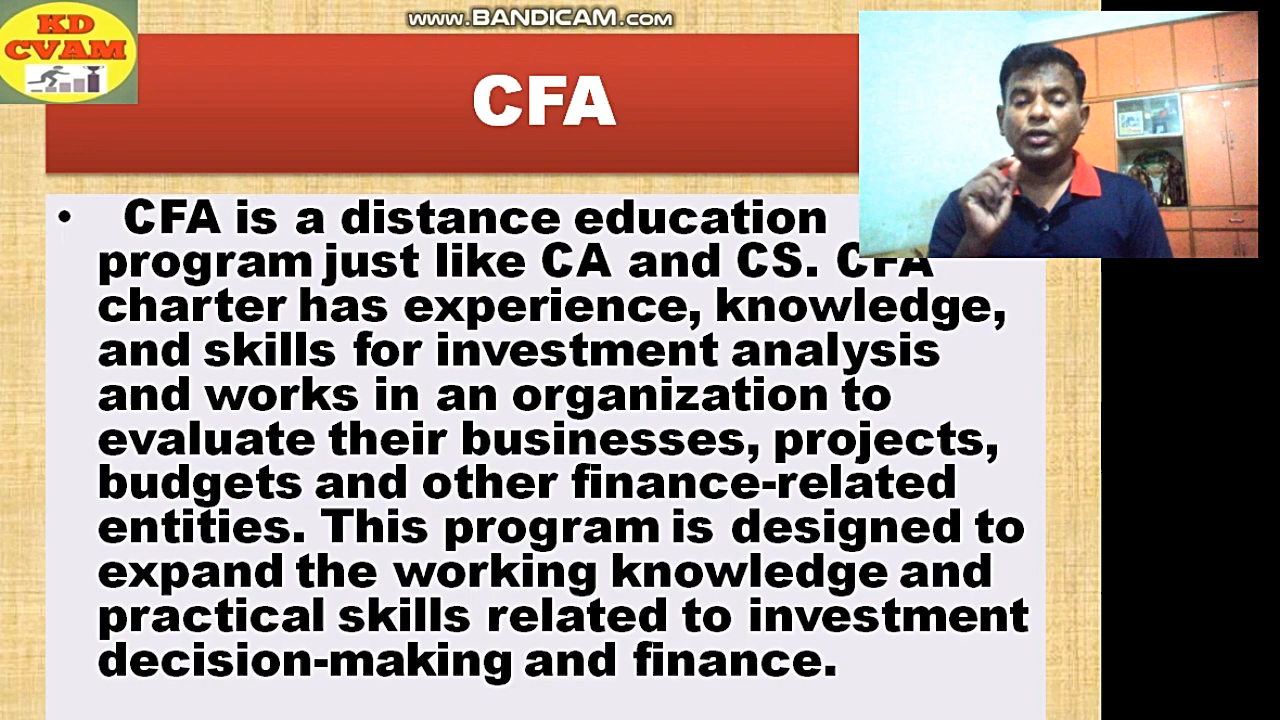 www.BANDICAM.com
KD
CVAM
CFA
• CFA is a distance education
program just like CA and CS. CFA
charter has experience, knowledge,
and skills for investment analysis
and works in an organization to
evaluate their businesses, projects,
budgets and other finance-related
entities. This program is designed to
expand the working knowledge and
practical skills related to investment
decision-making and finance.